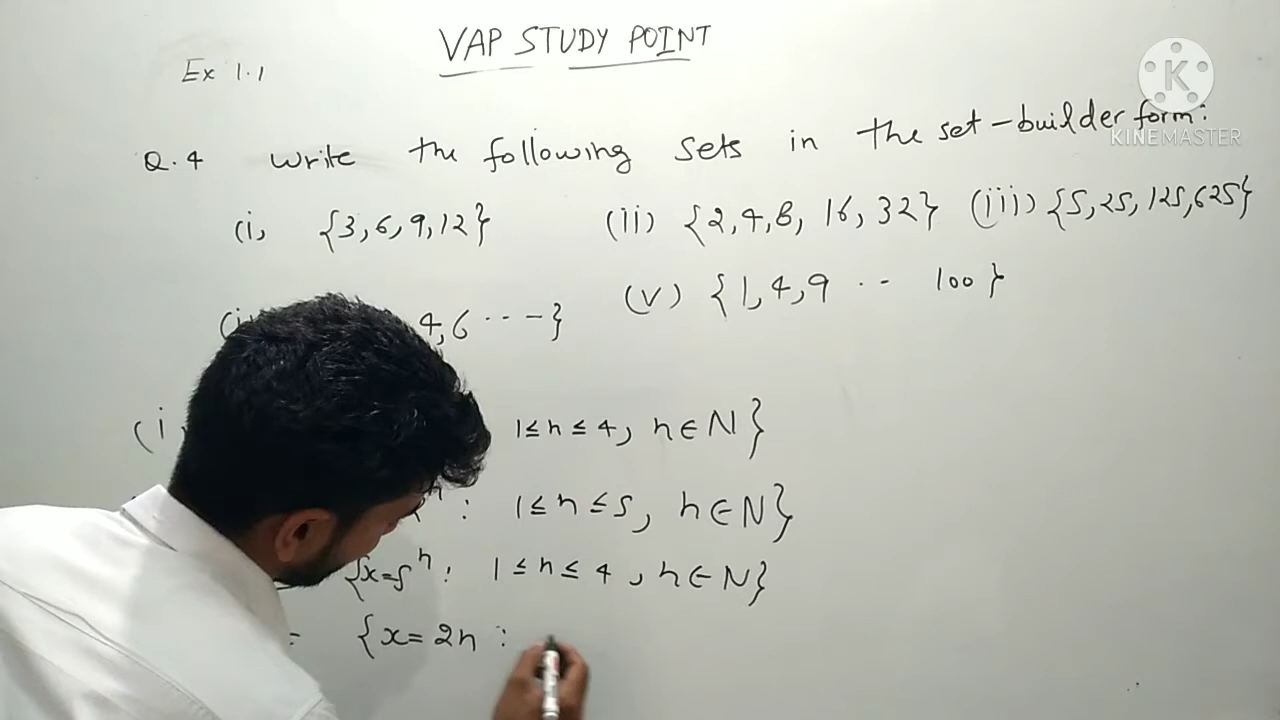 VAP STUDY POINT
Ex 1.1
K
KINEMASTER
Q.4 Write the following sets in the set-builder form:
(i, {3,6,9,12} (ii) {2,4,8, 16, 32} (iii) {5,25,125,625}
4,6 ---} (v) {1,4,9 .. 100}
(i 1≤n≤4, n∈N}
n : 1≤n≤5, n∈N}
{x=5ⁿ: 1≤n≤4, n∈N}
= {x=2n :